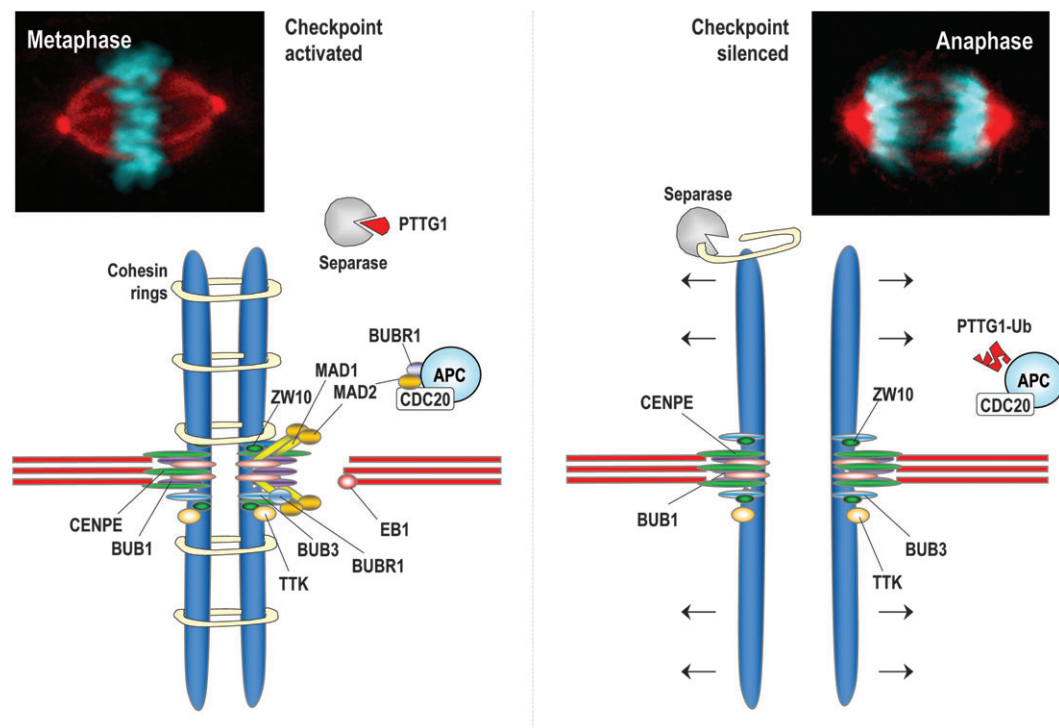 Metaphase
Checkpoint
activated
PTTG1
Separase
Cohesin
rings
BUBR1
MAD1
APC
ZW10
MAD2
CDC20
CENPE
BUB1
EB1
BUB3
BUBR1
TTK
Checkpoint
silenced
Anaphase
Separase
PTTG1-Ub
APC
CDC20
CENPE
ZW10
BUB1
BUB3
TTK